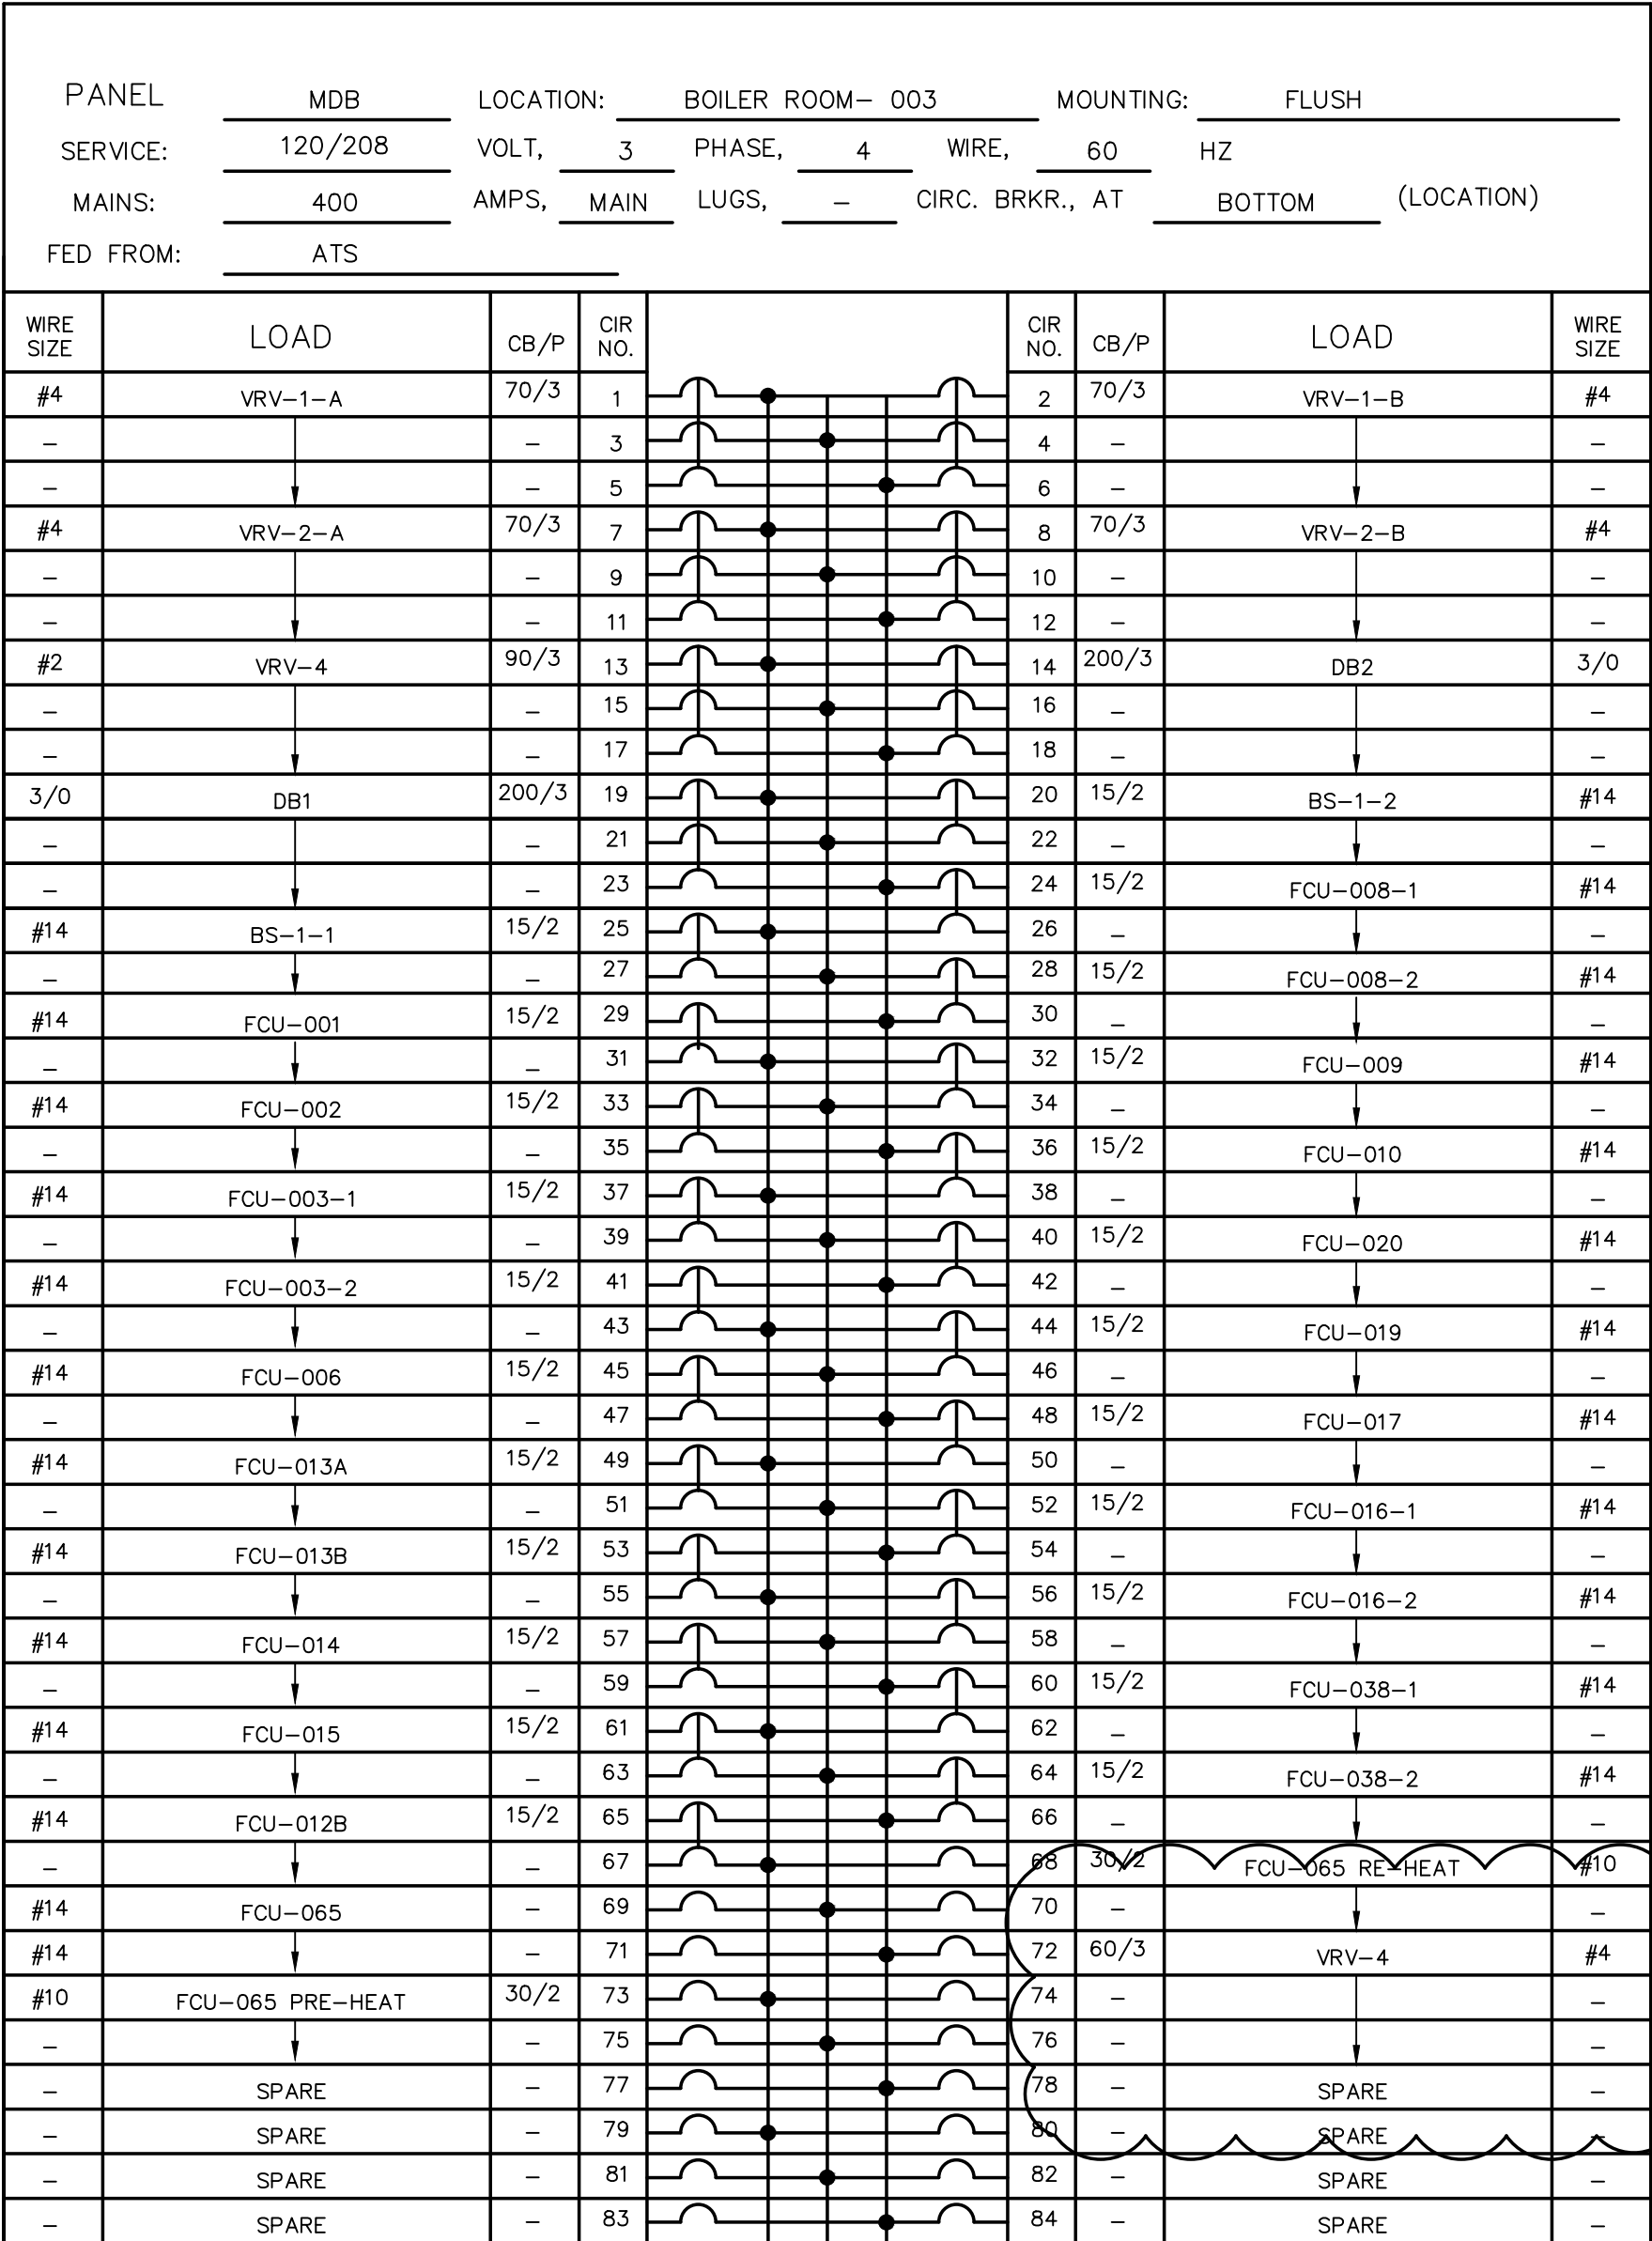 PANEL MDB LOCATION: BOILER ROOM– 003 MOUNTING: FLUSH
SERVICE: 120/208 VOLT, 3 PHASE, 4 WIRE, 60 HZ
MAINS: 400 AMPS, MAIN LUGS, – CIRC. BRKR., AT BOTTOM (LOCATION)
FED FROM: ATS
WIRE SIZE LOAD CB/P CIR NO. CIR NO. CB/P LOAD WIRE SIZE
#4 VRV–1–A 70/3 1 2 70/3 VRV–1–B #4
– – 3 4 – –
– – 5 6 – –
#4 VRV–2–A 70/3 7 8 70/3 VRV–2–B #4
– – 9 10 – –
– – 11 12 – –
#2 VRV–4 90/3 13 14 200/3 DB2 3/0
– – 15 16 – –
– – 17 18 – –
3/0 DB1 200/3 19 20 15/2 BS–1–2 #14
– – 21 22 – –
– – 23 24 15/2 FCU–008–1 #14
#14 BS–1–1 15/2 25 26 – –
– – 27 28 15/2 FCU–008–2 #14
#14 FCU–001 15/2 29 30 – –
– – 31 32 15/2 FCU–009 #14
#14 FCU–002 15/2 33 34 – –
– – 35 36 15/2 FCU–010 #14
#14 FCU–003–1 15/2 37 38 – –
– – 39 40 15/2 FCU–020 #14
#14 FCU–003–2 15/2 41 42 – –
– – 43 44 15/2 FCU–019 #14
#14 FCU–006 15/2 45 46 – –
– – 47 48 15/2 FCU–017 #14
#14 FCU–013A 15/2 49 50 – –
– – 51 52 15/2 FCU–016–1 #14
#14 FCU–013B 15/2 53 54 – –
– – 55 56 15/2 FCU–016–2 #14
#14 FCU–014 15/2 57 58 – –
– – 59 60 15/2 FCU–038–1 #14
#14 FCU–015 15/2 61 62 – –
– – 63 64 15/2 FCU–038–2 #14
#14 FCU–012B 15/2 65 66 – –
– – 67 68 30/2 FCU–065 RE–HEAT #10
#14 FCU–065 – 69 70 – –
#14 – 71 72 60/3 VRV–4 #4
#10 FCU–065 PRE–HEAT 30/2 73 74 – –
– – 75 76 – –
– SPARE – 77 78 – SPARE –
– SPARE – 79 80 – SPARE –
– SPARE – 81 82 – SPARE –
– SPARE – 83 84 – SPARE –